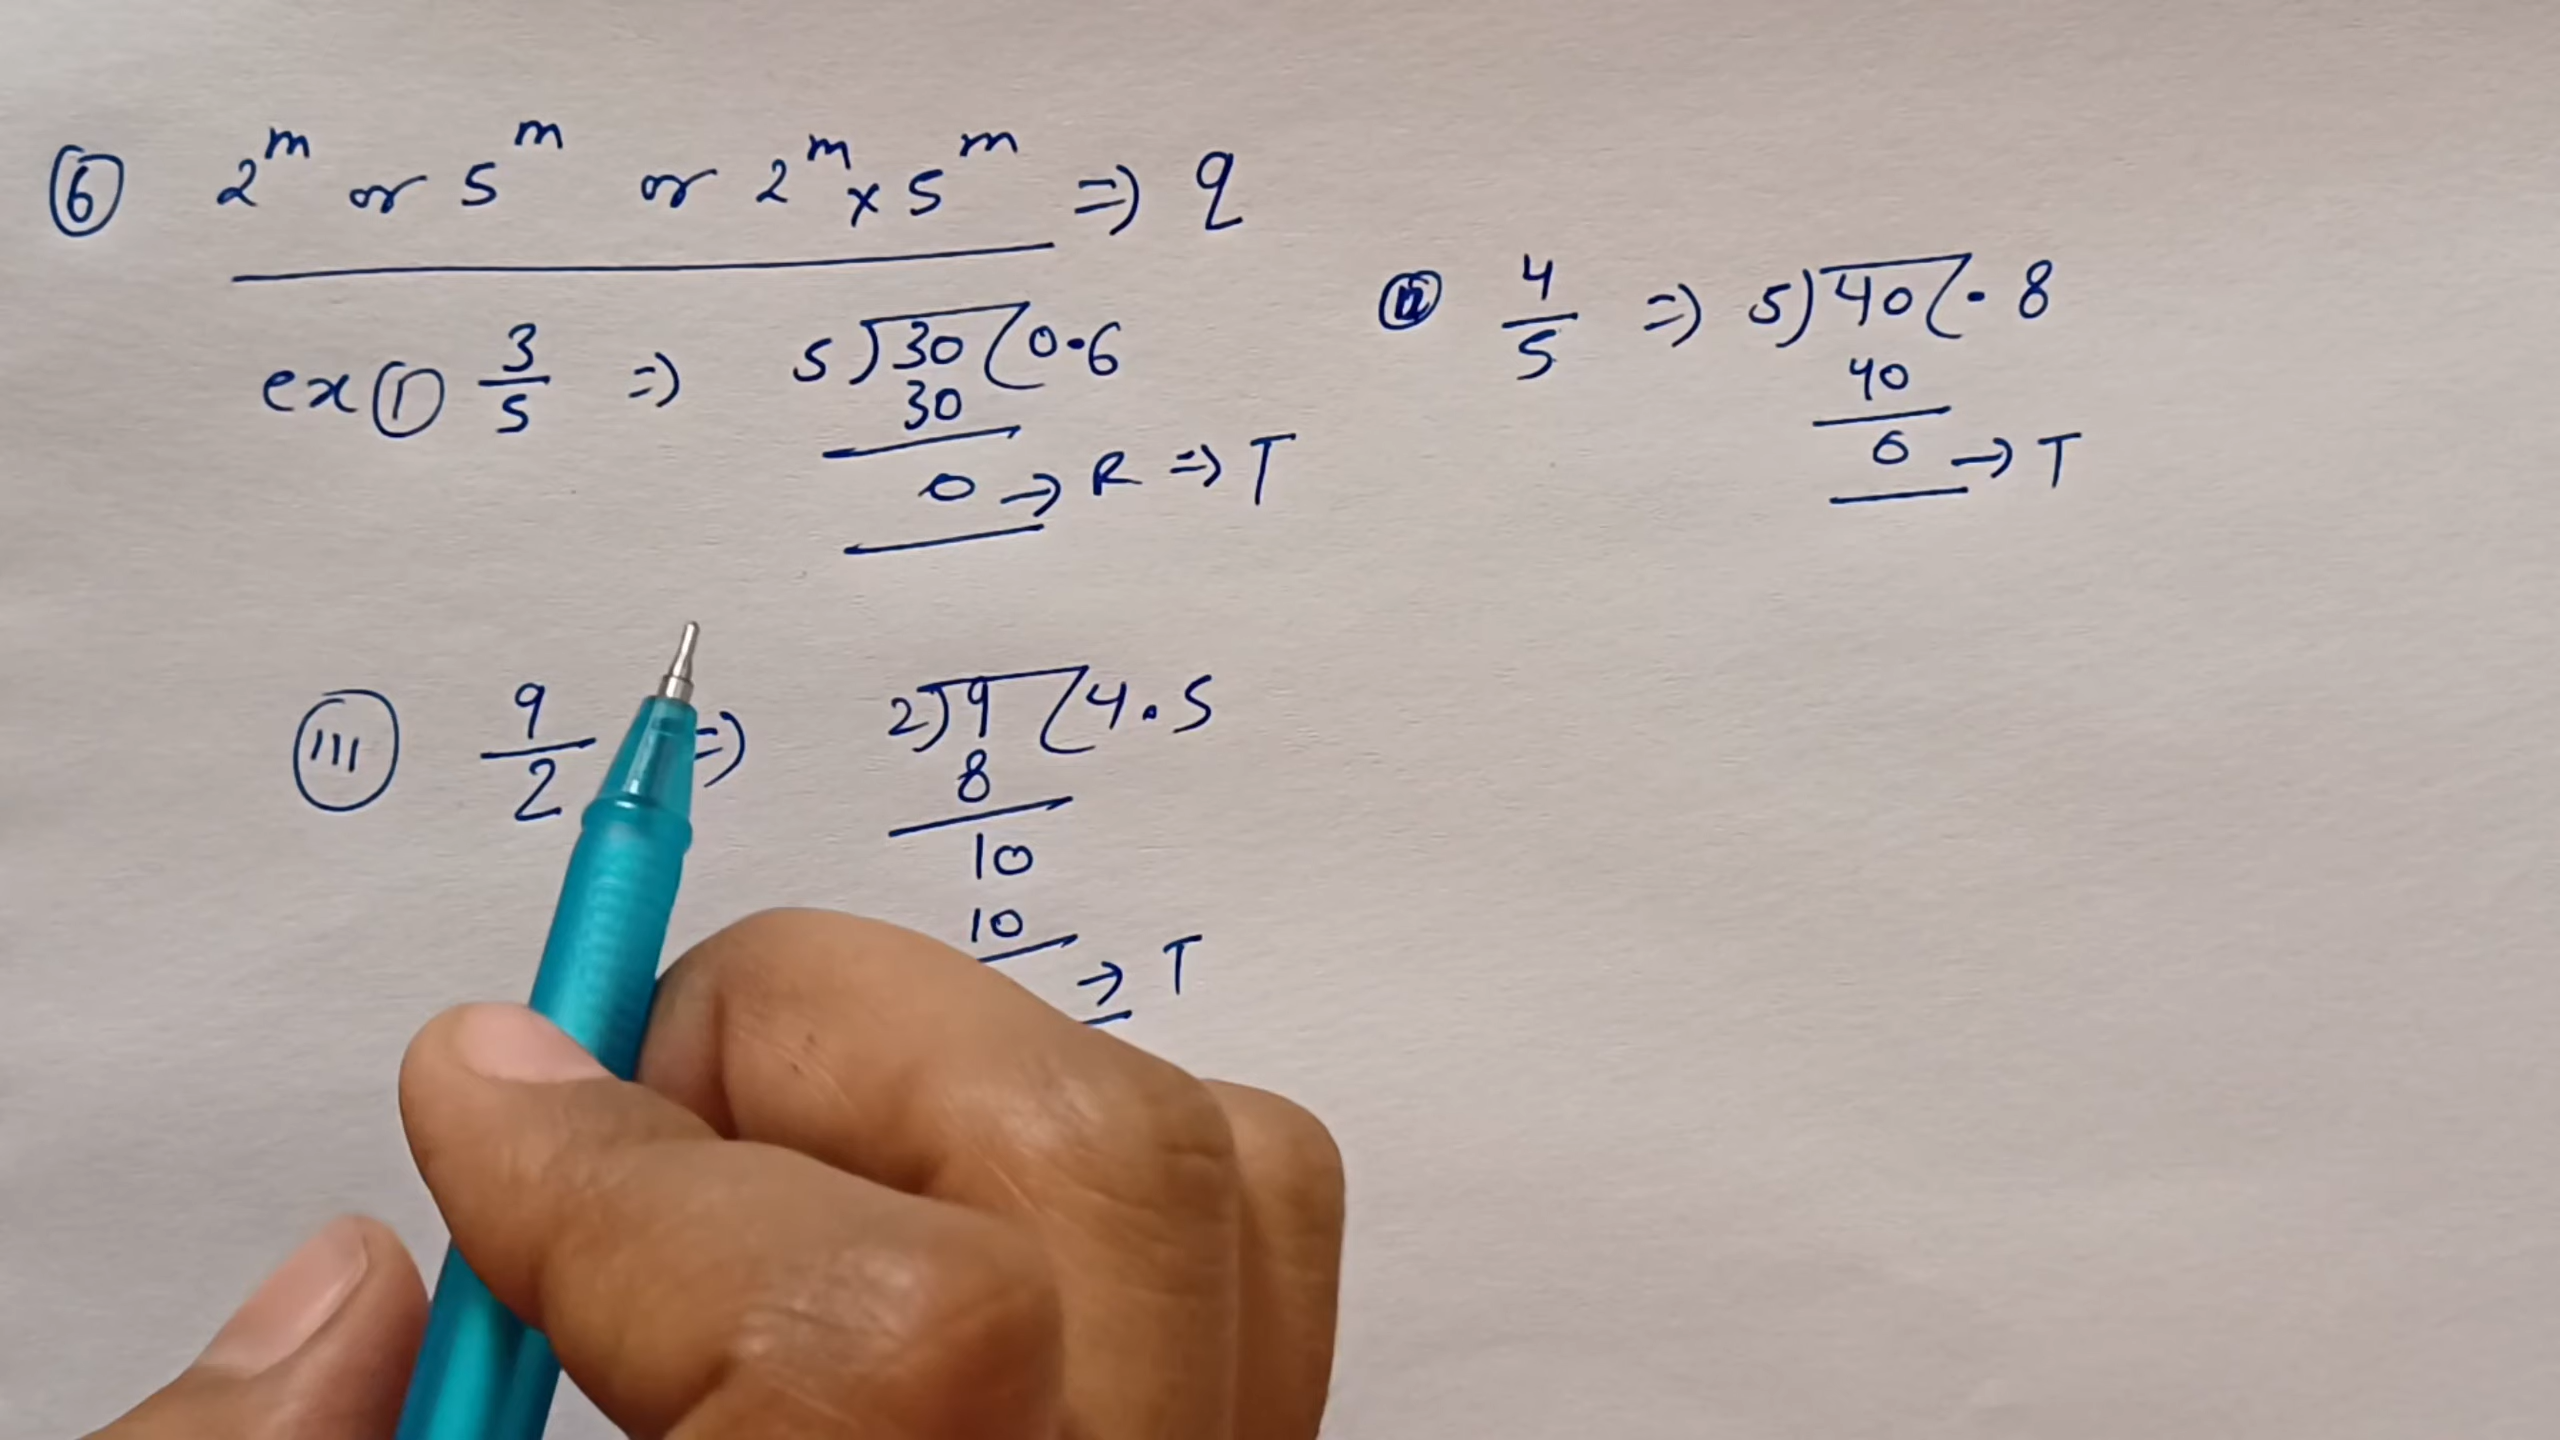 ⑥ 2^m or 5^m or 2^m × 5^m => q
ex ① 3/5 => 5)30(0.6
30
0 → R => T
ⓘⓘ 4/5 => 5)40(.8
40
0 → T
(iii) 9/2 => 2)9(4.5
8
10
10
→ T